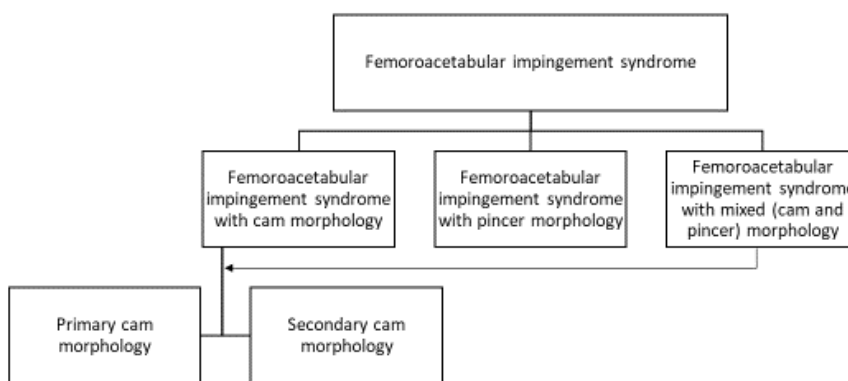 Femoroacetabular impingement syndrome
Femoroacetabular
impingement syndrome
with cam morphology
Femoroacetabular
impingement syndrome
with pincer morphology
Femoroacetabular
impingement syndrome
with mixed (cam and
pincer) morphology
Primary cam
morphology
Secondary cam
morphology